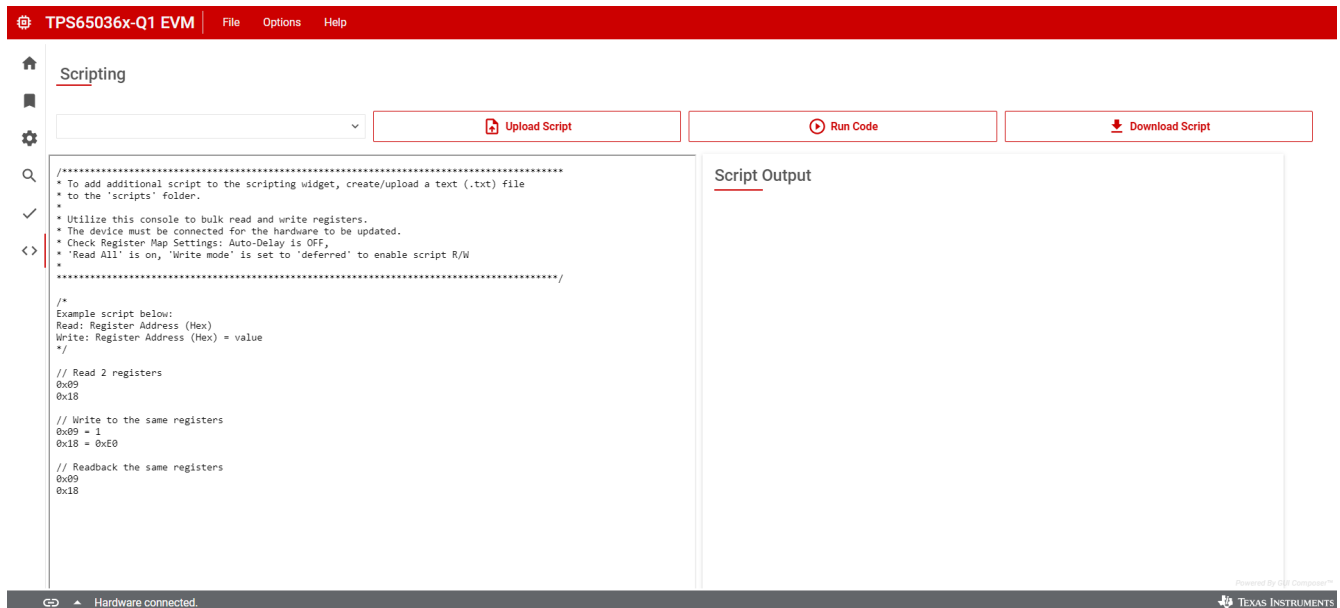 TPS65036x-Q1 EVM File Options Help
Scripting
Upload Script
Run Code
Download Script
/*****************************************************************************************
* To add additional script to the scripting widget, create/upload a text (.txt) file
* to the 'scripts' folder.
*
* Utilize this console to bulk read and write registers.
* The device must be connected for the hardware to be updated.
* Check Register Map Settings: Auto-Delay is OFF,
* 'Read All' is on, 'Write mode' is set to 'deferred' to enable script R/W
*
*****************************************************************************************/
/*
Example script below:
Read: Register Address (Hex)
Write: Register Address (Hex) = value
*/
// Read 2 registers
0x09
0x18
// Write to the same registers
0x09 = 1
0x18 = 0xE0
// Readback the same registers
0x09
0x18
Script Output
Powered By GUI Composer™
Hardware connected.
TEXAS INSTRUMENTS